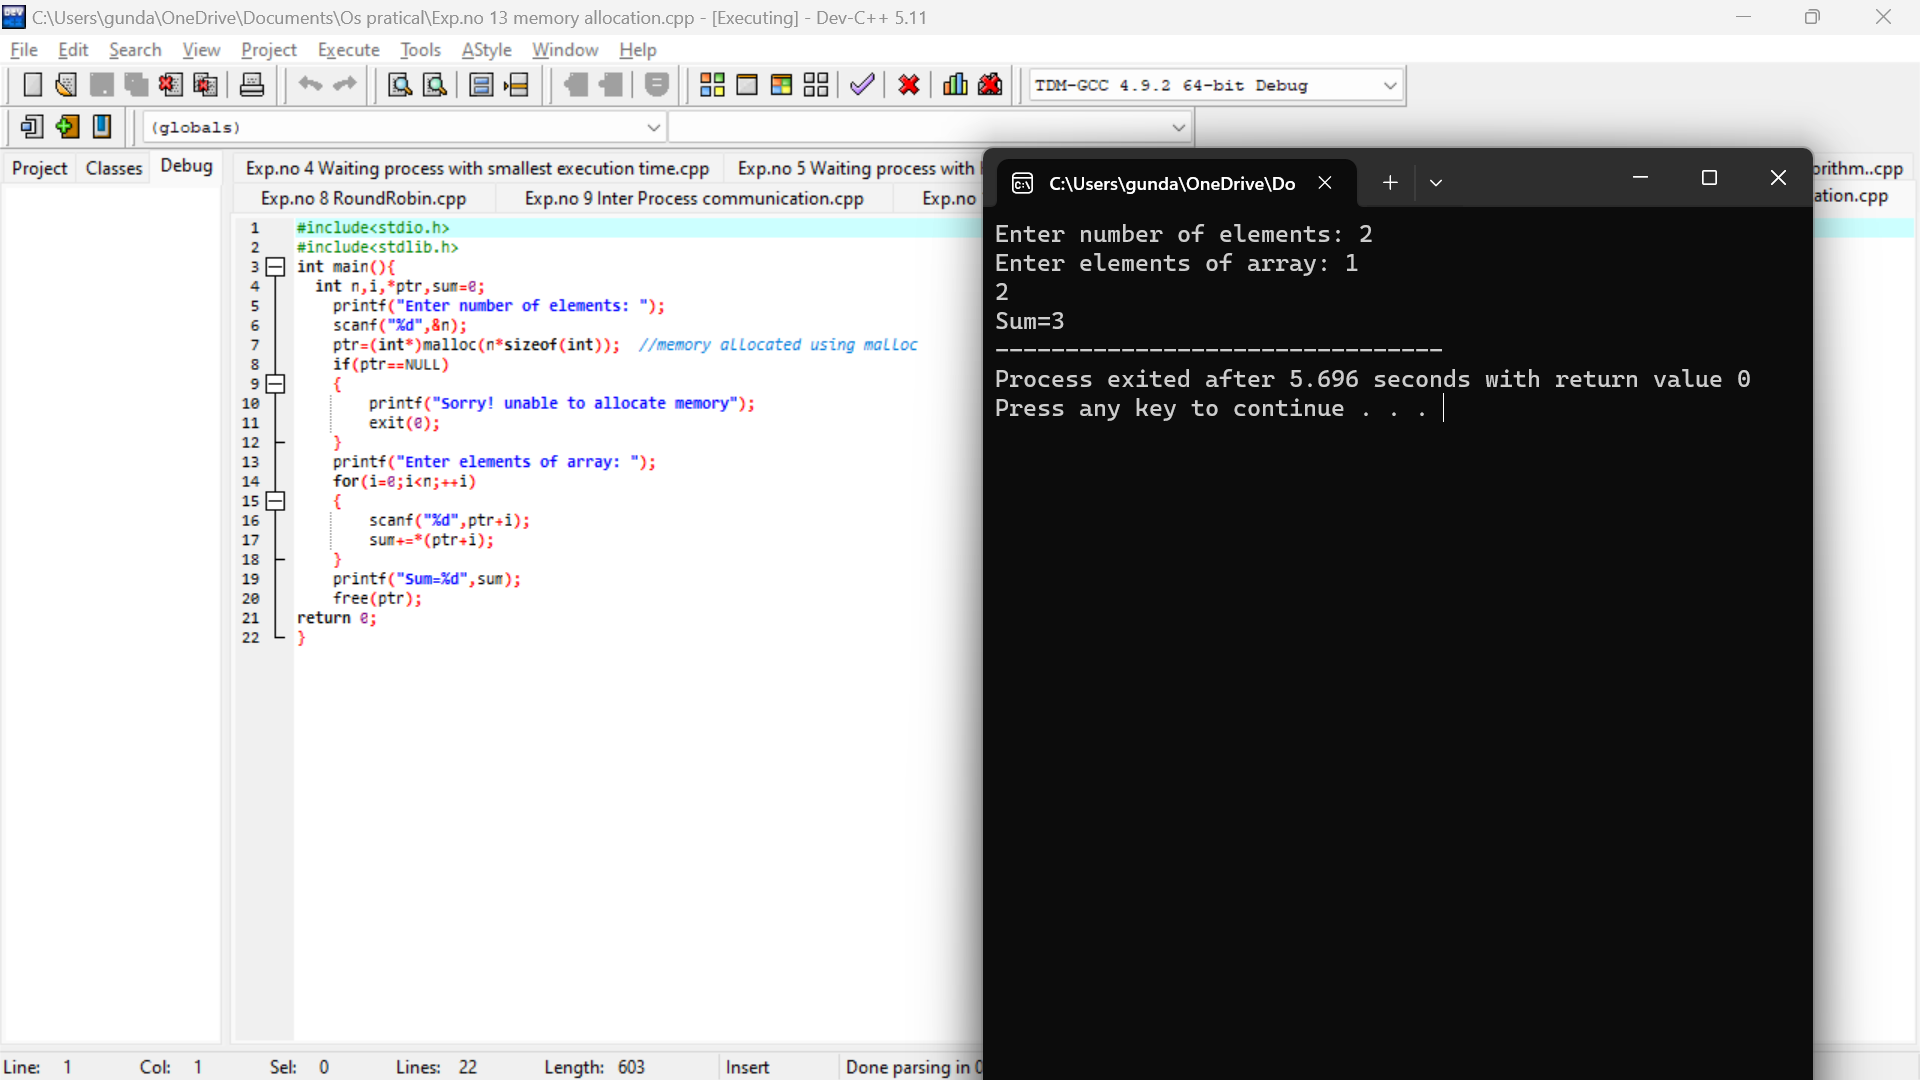 C:\Users\gunda\OneDrive\Documents\Os pratical\Exp.no 13 memory allocation.cpp - [Executing] - Dev-C++ 5.11
File Edit Search View Project Execute Tools AStyle Window Help
TDM-GCC 4.9.2 64-bit Debug
(globals)
Project Classes Debug
Exp.no 4 Waiting process with smallest execution time.cpp Exp.no 5 Waiting process with
Exp.no 8 RoundRobin.cpp Exp.no 9 Inter Process communication.cpp Exp.no
orithm..cpp
ation.cpp
1 #include<stdio.h>
2 #include<stdlib.h>
3 int main(){
4 int n,i,*ptr,sum=0;
5 printf("Enter number of elements: ");
6 scanf("%d",&n);
7 ptr=(int*)malloc(n*sizeof(int)); //memory allocated using malloc
8 if(ptr==NULL)
9 {
10 printf("Sorry! unable to allocate memory");
11 exit(0);
12 }
13 printf("Enter elements of array: ");
14 for(i=0;i<n;++i)
15 {
16 scanf("%d",ptr+i);
17 sum+=*(ptr+i);
18 }
19 printf("Sum=%d",sum);
20 free(ptr);
21 return 0;
22 }
C:\Users\gunda\OneDrive\Do
Enter number of elements: 2
Enter elements of array: 1
2
Sum=3
--------------------------------
Process exited after 5.696 seconds with return value 0
Press any key to continue . . .
Line: 1 Col: 1 Sel: 0 Lines: 22 Length: 603 Insert Done parsing in